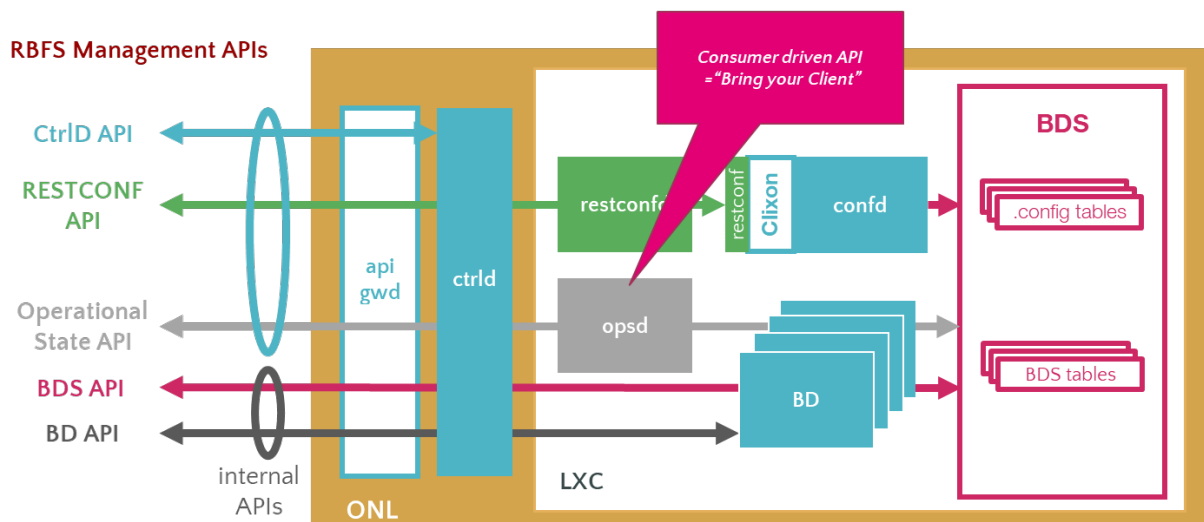 RBFS Management APIs
Consumer driven API
="Bring your Client"
CtrlD API
RESTCONF
API
Operational
State API
BDS API
BD API
internal
APIs
api
gwd
ctrld
ONL
restconfd
restconf
Clixon
confd
opsd
BD
LXC
BDS
.config tables
BDS tables